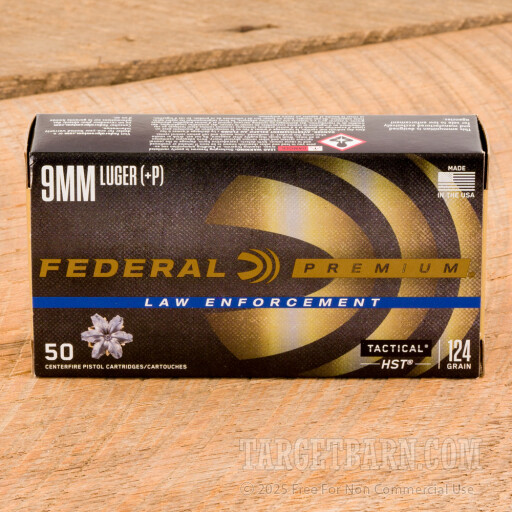 9MM LUGER (+P)
MADE
IN THE USA
FEDERAL PREMIUM
LAW ENFORCEMENT
50
CENTERFIRE PISTOL CARTRIDGES/CARTOUCHES
TACTICAL®
HST®
124
GRAIN
TARGETBARN.COM
© 2025 Free For Non Commercial Use